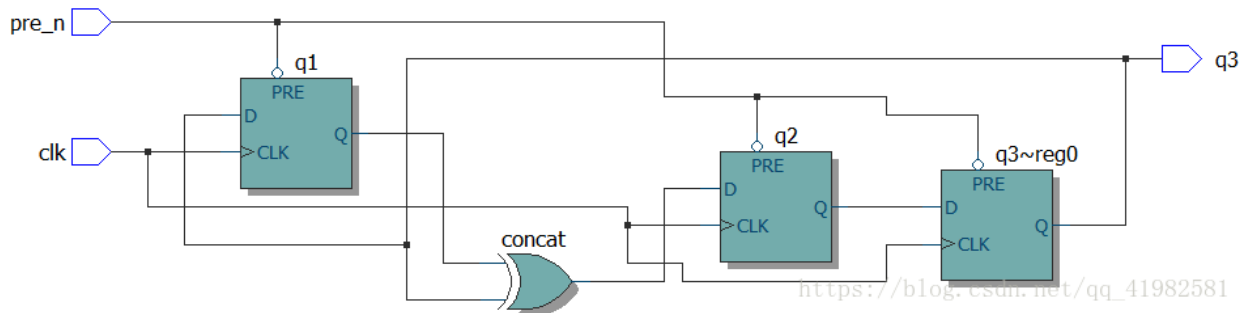 pre_n
q1
q3
PRE
D
Q
clk
CLK
q2
PRE
q3~reg0
D
PRE
Q
D
CLK
Q
concat
CLK
https://blog.csdn.net/qq_41982581